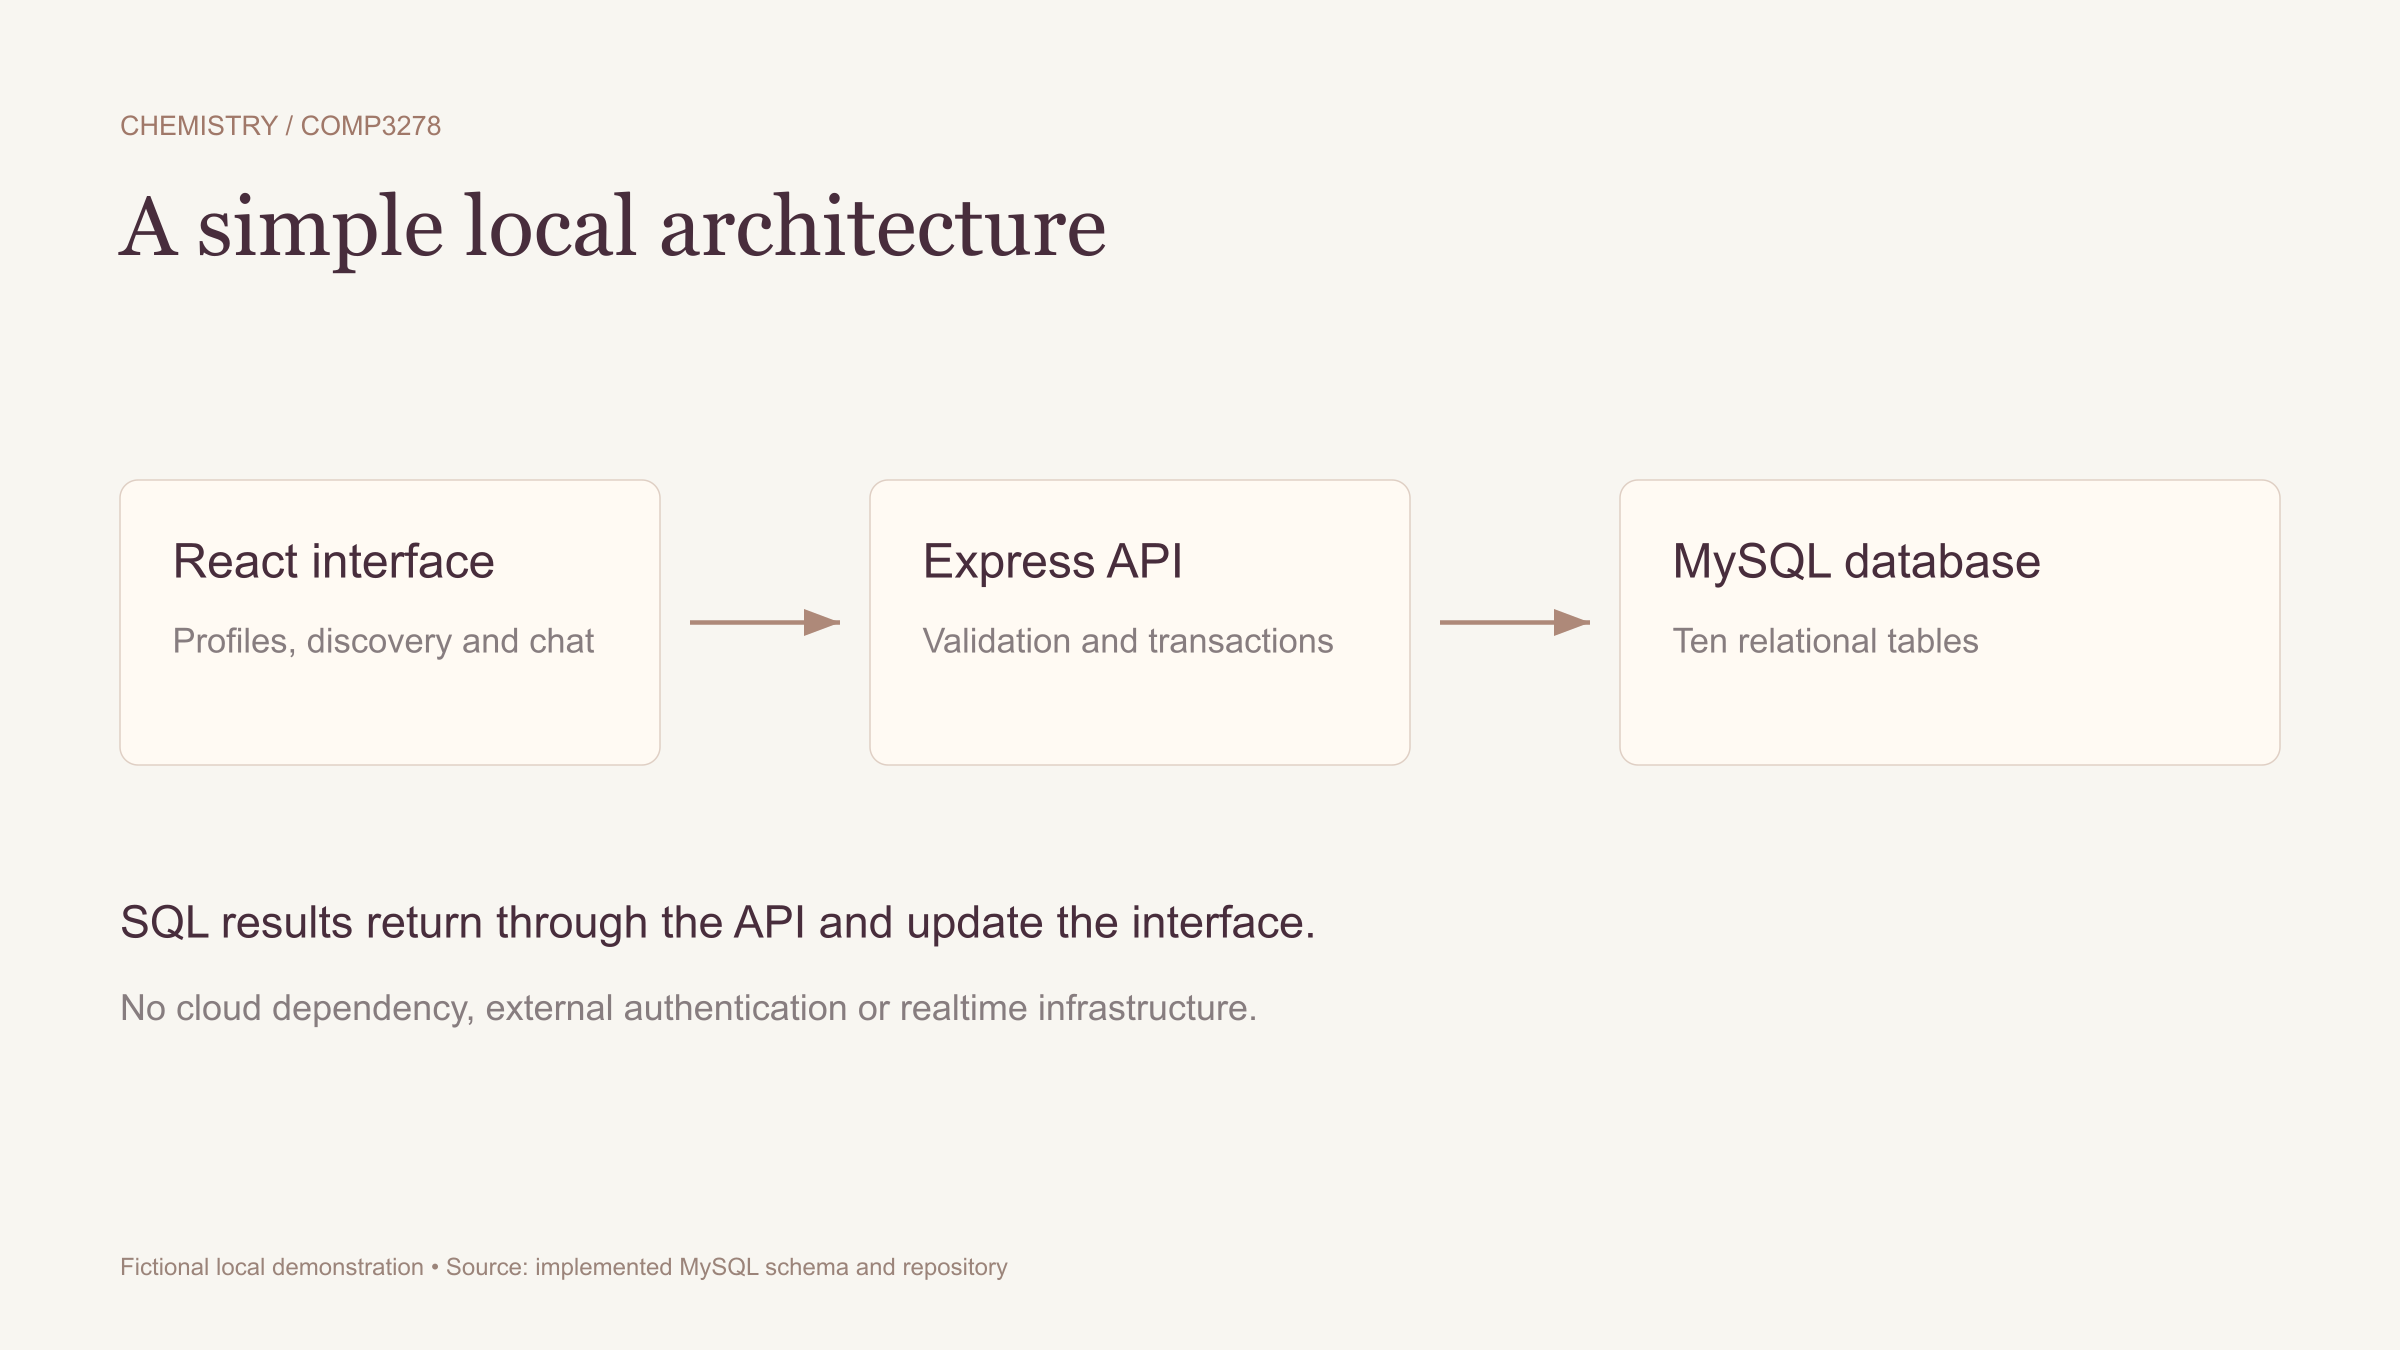 CHEMISTRY / COMP3278
A simple local architecture
React interface
Profiles, discovery and chat
Express API
Validation and transactions
MySQL database
Ten relational tables
SQL results return through the API and update the interface.
No cloud dependency, external authentication or realtime infrastructure.
Fictional local demonstration • Source: implemented MySQL schema and repository